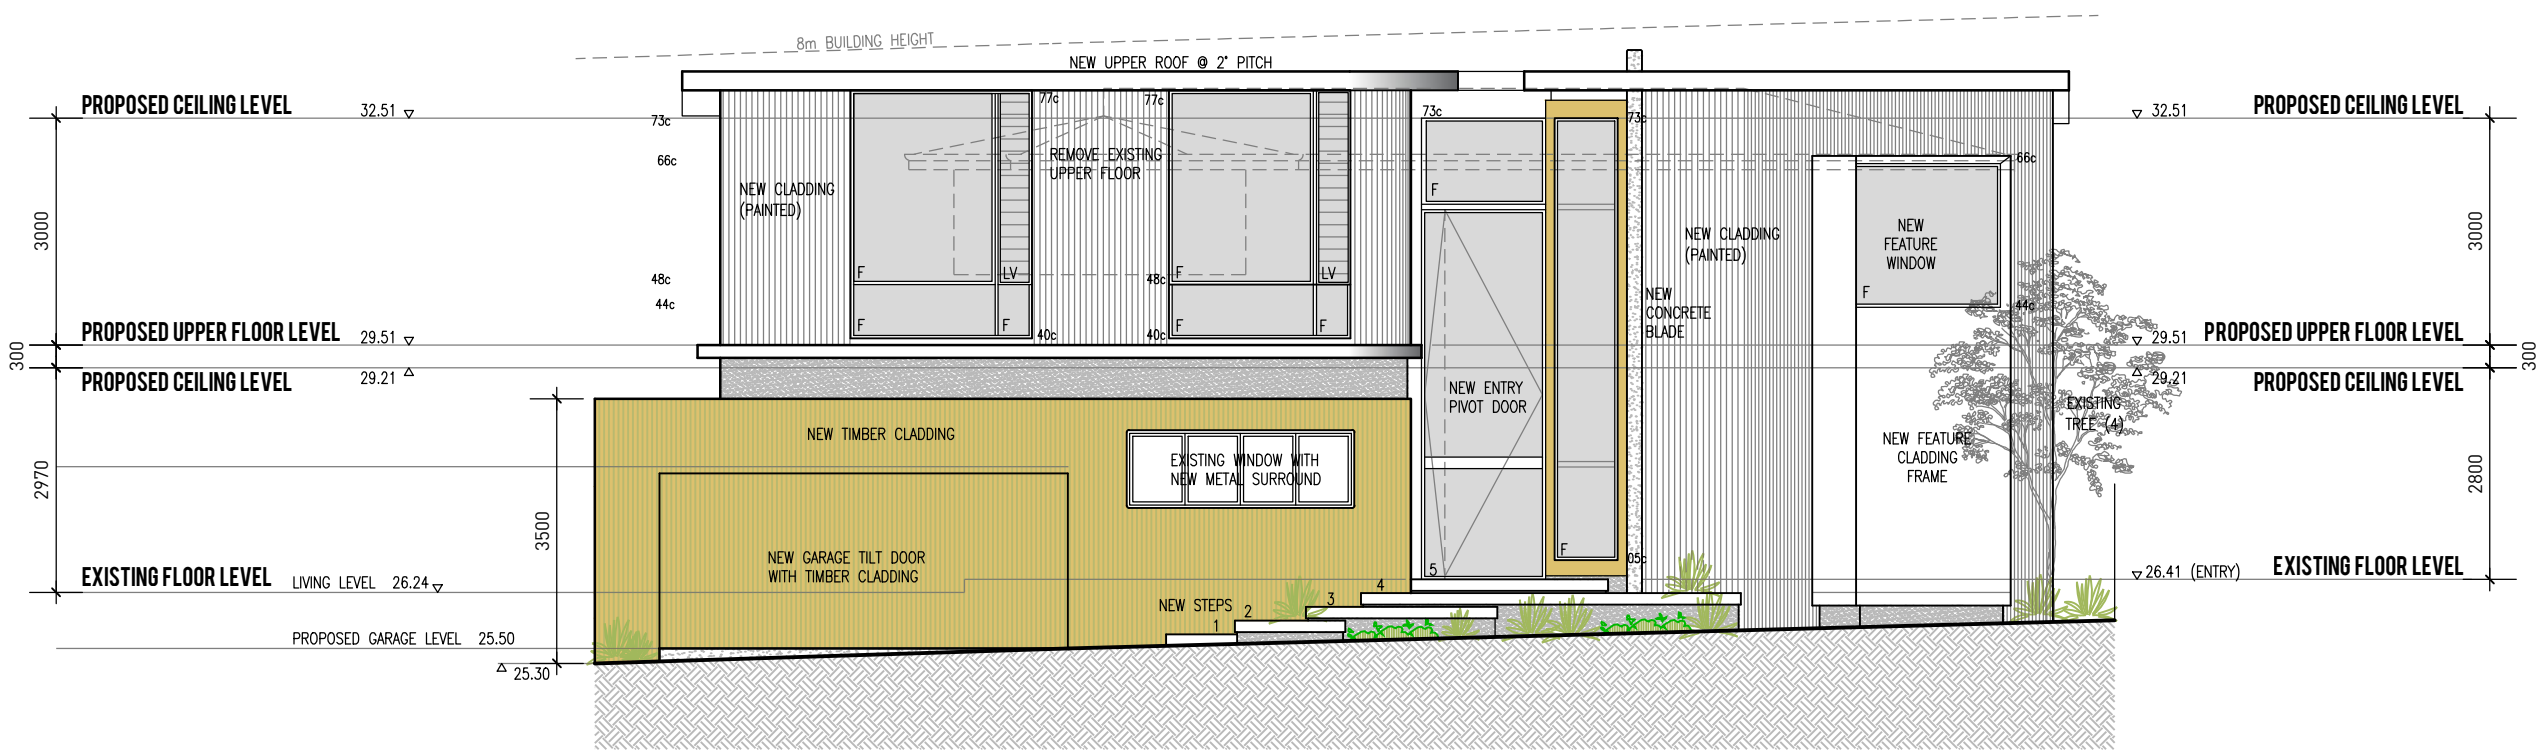 8m BUILDING HEIGHT
NEW UPPER ROOF @ 2° PITCH
PROPOSED CEILING LEVEL
32.51
73c
77c
77c
73c
73c
32.51
PROPOSED CEILING LEVEL
66c
REMOVE EXISTING
UPPER FLOOR
66c
NEW CLADDING
(PAINTED)
F
3000
NEW CLADDING
(PAINTED)
NEW
FEATURE
WINDOW
3000
48c
F
LV
48c
F
LV
44c
F
44c
NEW
CONCRETE
BLADE
F
F
40c
40c
F
F
PROPOSED UPPER FLOOR LEVEL
29.51
29.51
PROPOSED UPPER FLOOR LEVEL
300
300
PROPOSED CEILING LEVEL
29.21
29.21
PROPOSED CEILING LEVEL
NEW ENTRY
PIVOT DOOR
EXISTING
TREE (4)
NEW TIMBER CLADDING
NEW FEATURE
CLADDING
FRAME
EXISTING WINDOW WITH
NEW METAL SURROUND
2970
2800
3500
NEW GARAGE TILT DOOR
WITH TIMBER CLADDING
F
05c
EXISTING FLOOR LEVEL
LIVING LEVEL 26.24
5
26.41 (ENTRY)
EXISTING FLOOR LEVEL
4
3
NEW STEPS
2
1
PROPOSED GARAGE LEVEL 25.50
25.30